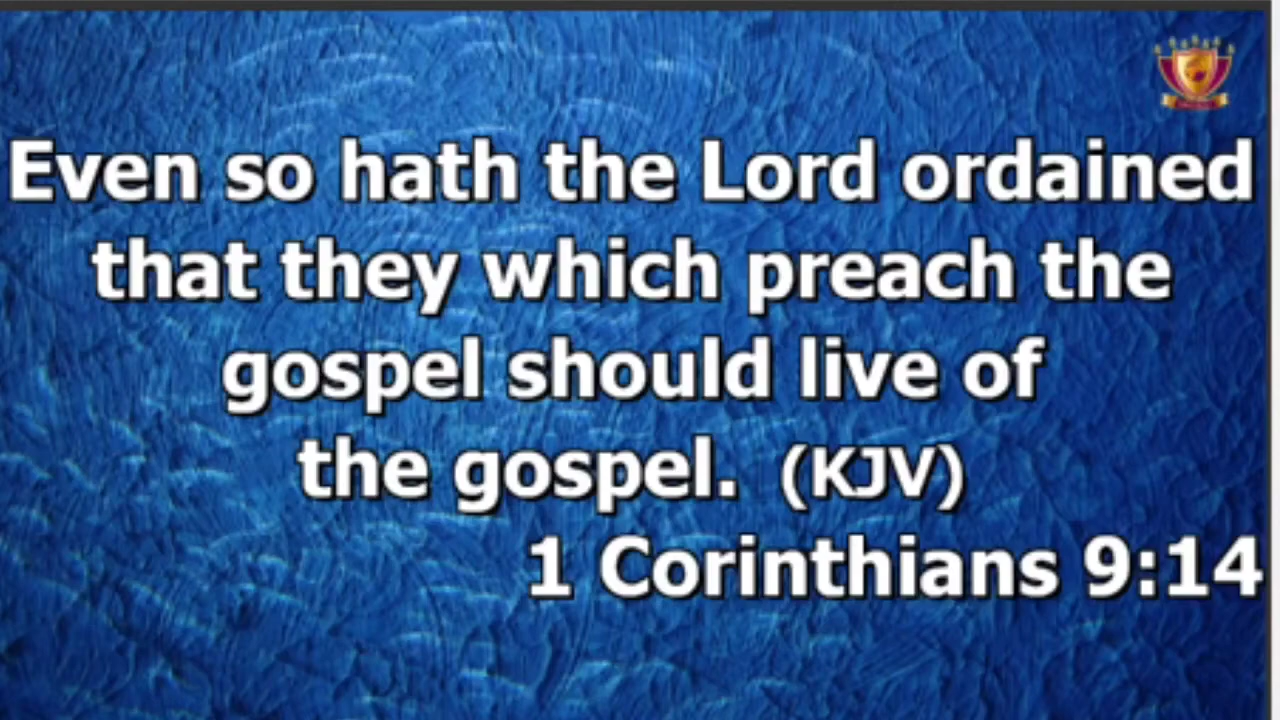 Even so hath the Lord ordained
that they which preach the
gospel should live of
the gospel. (KJV)
1 Corinthians 9:14